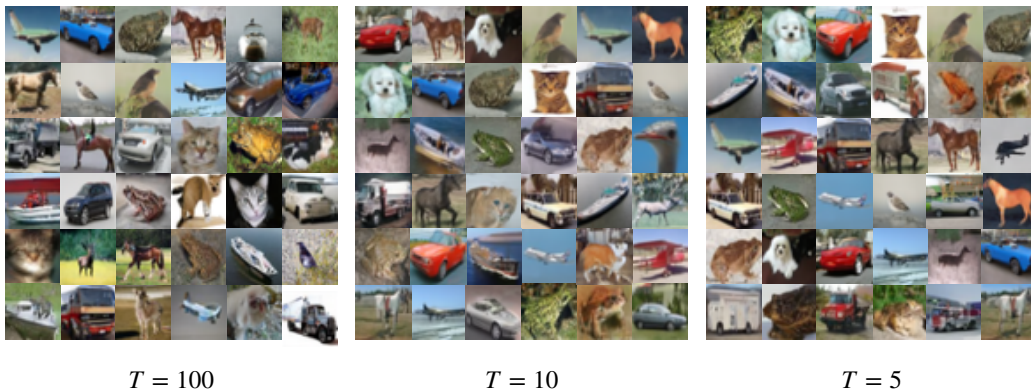 T = 100
T = 10
T = 5